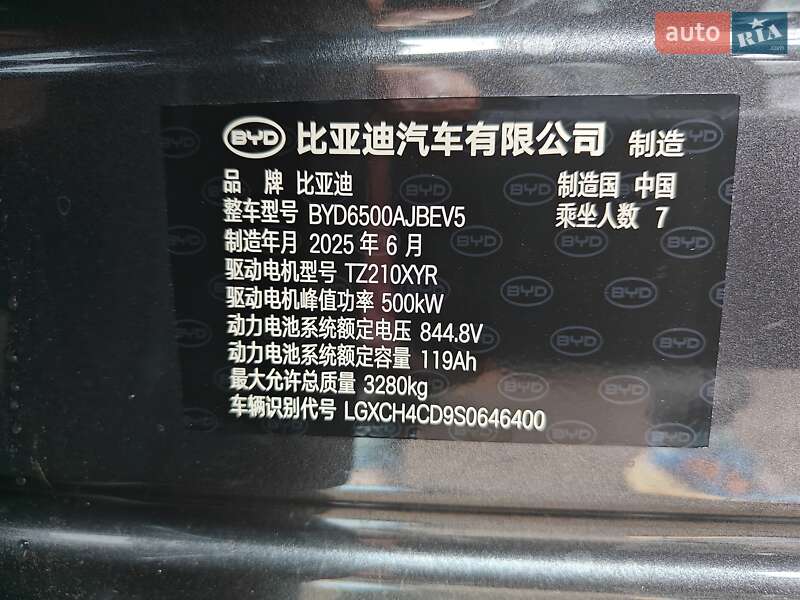 auto RIA .com
BYD 比亚迪汽车有限公司 制造
品 牌 比亚迪 制造国 中国
整车型号 BYD6500AJBEV5 乘坐人数 7
制造年月 2025 年 6 月
驱动电机型号 TZ210XYR
驱动电机峰值功率 500kW
动力电池系统额定电压 844.8V
动力电池系统额定容量 119Ah
最大允许总质量 3280kg
车辆识别代号 LGXCH4CD9S0646400